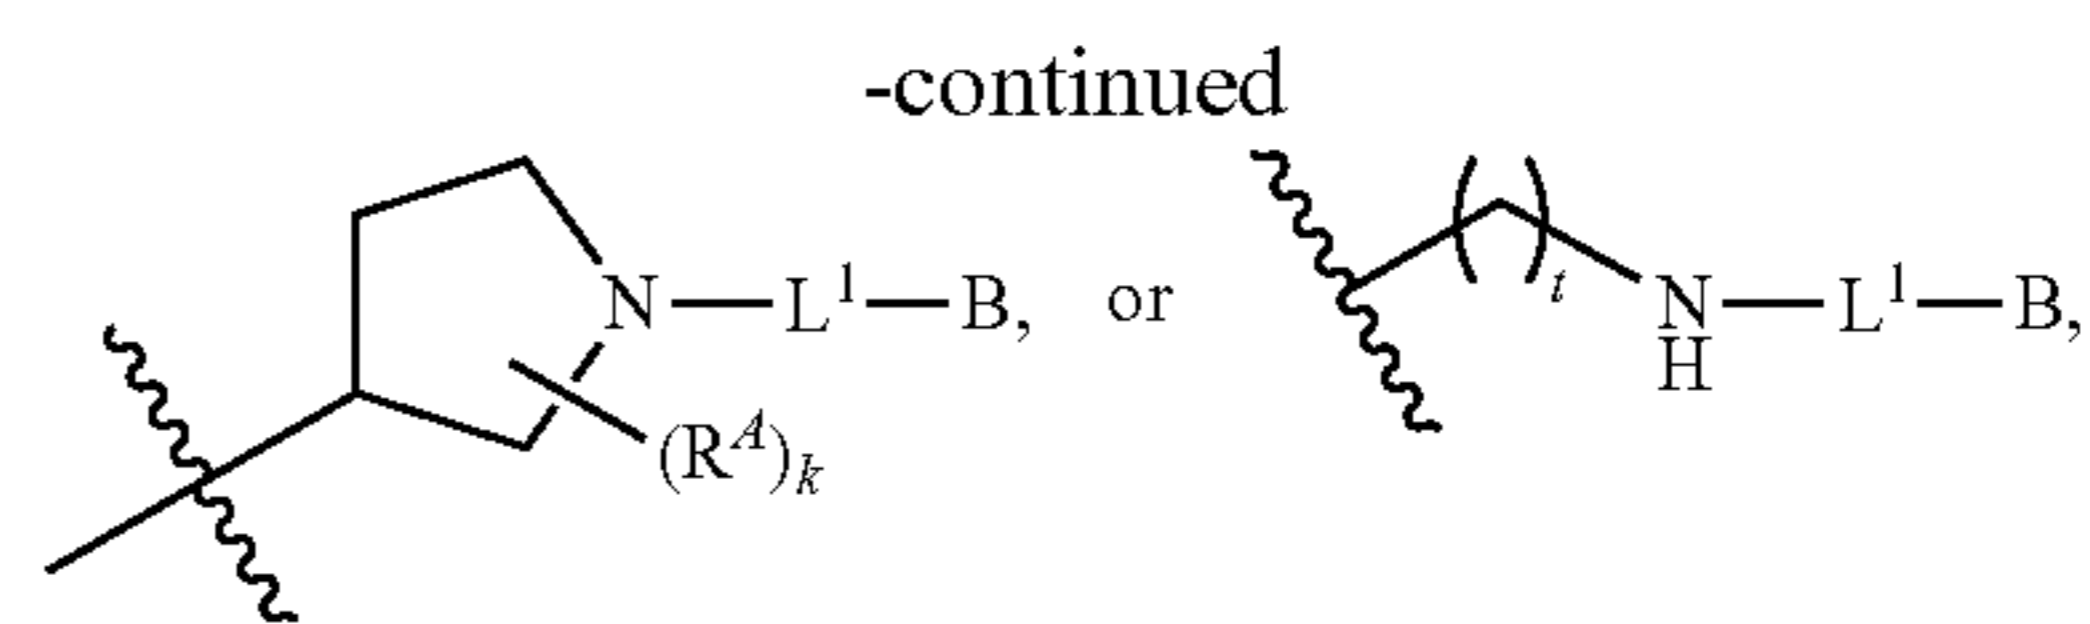 -continued
N—L¹—B, or ( )t N—L¹—B,
H
(Rᴬ)k